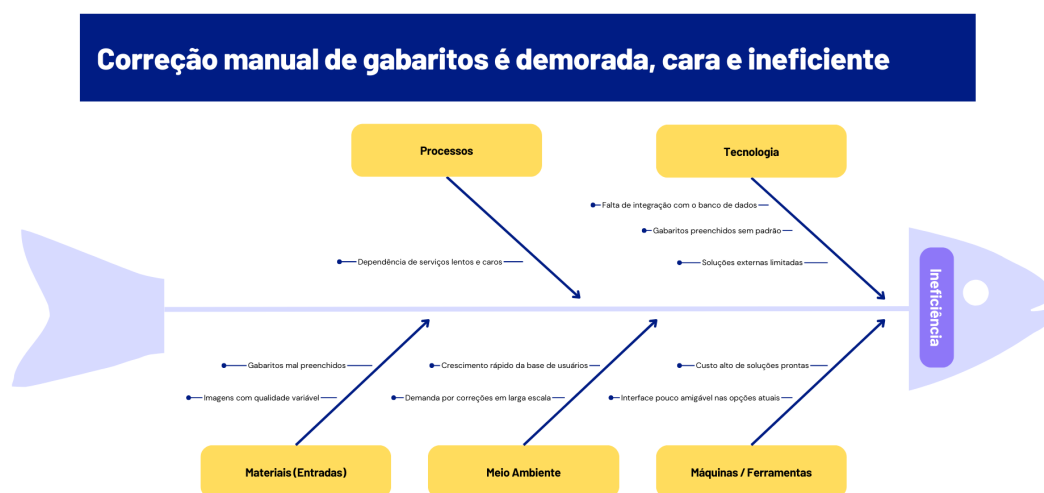 Correção manual de gabaritos é demorada, cara e ineficiente
Processos
Tecnologia
Falta de integração com o banco de dados
Gabaritos preenchidos sem padrão
Dependência de serviços lentos e caros
Soluções externas limitadas
Ineficiência
Gabaritos mal preenchidos
Crescimento rápido da base de usuários
Custo alto de soluções prontas
Imagens com qualidade variável
Demanda por correções em larga escala
Interface pouco amigável nas opções atuais
Materiais (Entradas)
Meio Ambiente
Máquinas / Ferramentas